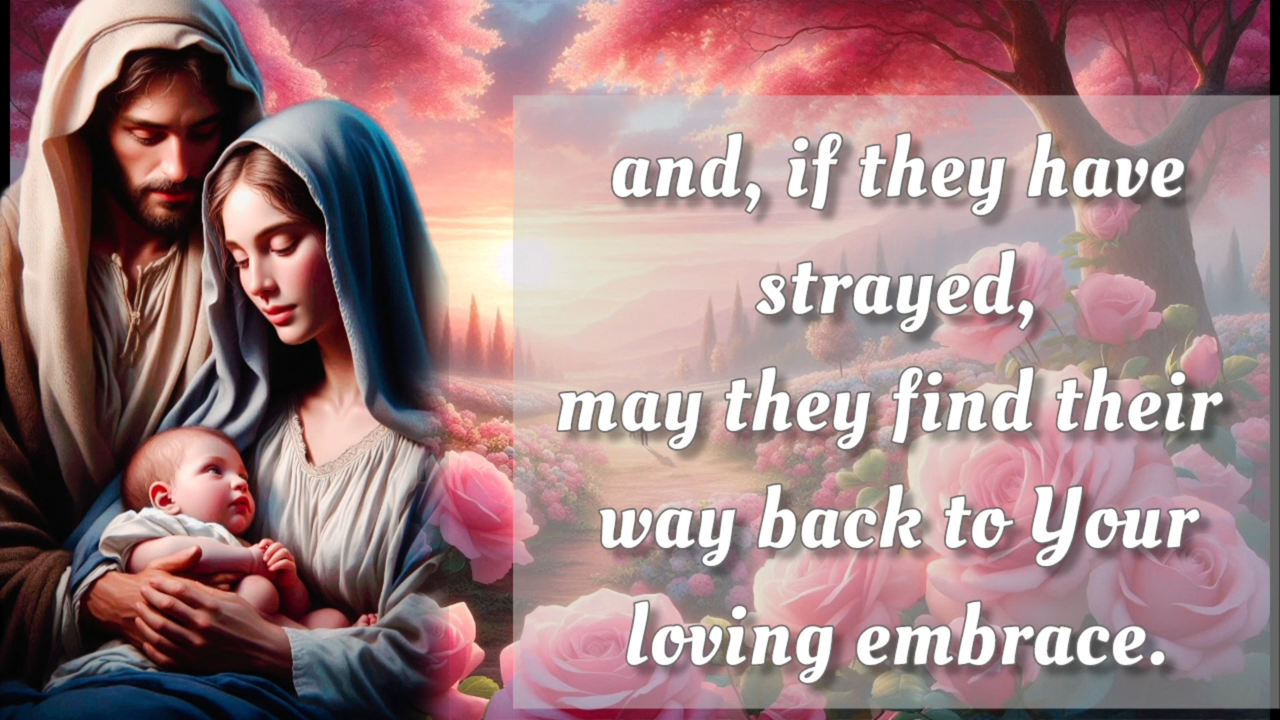 and, if they have
strayed,
may they find their
way back to Your
loving embrace.